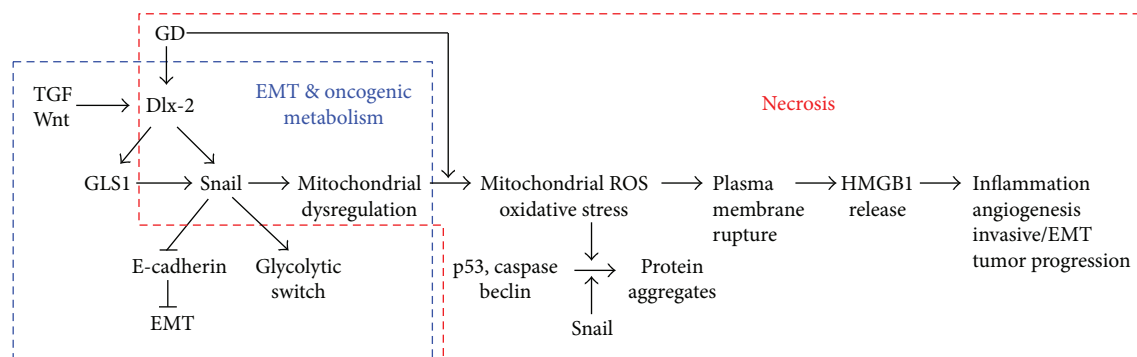 GD
TGF
Wnt
Dlx-2
EMT & oncogenic
metabolism
Necrosis
GLS1
Snail
Mitochondrial
dysregulation
Mitochondrial ROS
oxidative stress
Plasma
membrane
rupture
HMGB1
release
Inflammation
angiogenesis
invasive/EMT
tumor progression
E-cadherin
Glycolytic
switch
p53, caspase
beclin
Protein
aggregates
EMT
Snail